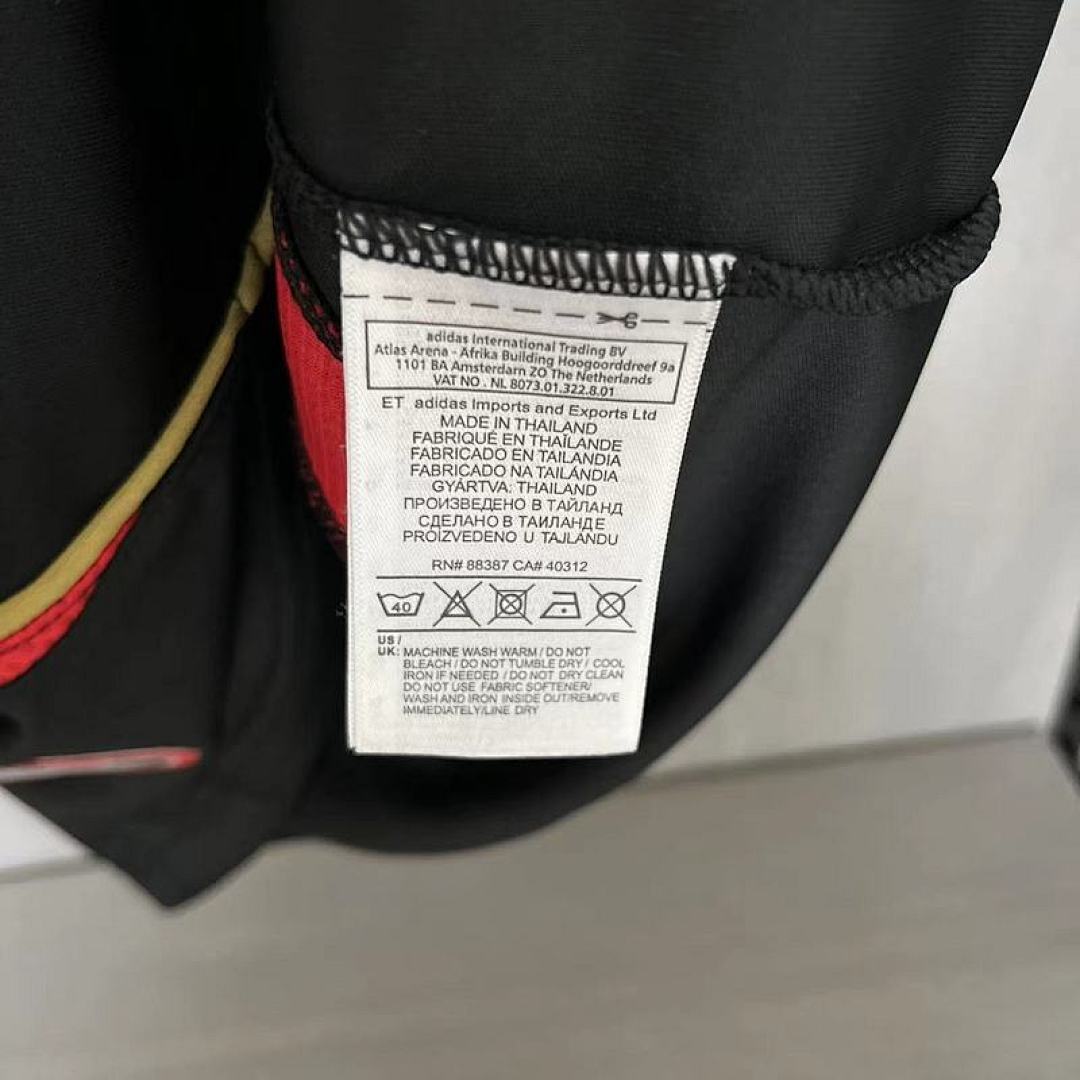 adidas International Trading BV
Atlas Arena - Afrika Building Hoogoorddreef 9a
1101 BA Amsterdam ZO The Netherlands
VAT NO . NL 8073.01.322.8.01
ET adidas Imports and Exports Ltd
MADE IN THAILAND
FABRIQUÉ EN THAÏLANDE
FABRICADO EN TAILANDIA
FABRICADO NA TAILÂNDIA
GYÁRTVA: THAILAND
ПРОИЗВЕДЕНО В ТАЙЛАНД
СДЕЛАНО В ТАИЛАНДЕ
PROIZVEDENO U TAJLANDU
RN# 88387 CA# 40312
40
US /
UK: MACHINE WASH WARM / DO NOT
BLEACH / DO NOT TUMBLE DRY / COOL
IRON IF NEEDED / DO NOT DRY CLEAN
DO NOT USE FABRIC SOFTENER/
WASH AND IRON INSIDE OUT/REMOVE
IMMEDIATELY/LINE DRY